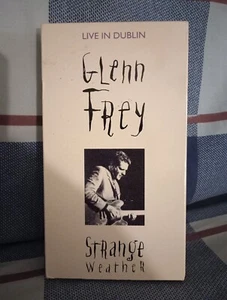 LIVE IN DUBLIN
GLenn
FRey
STRange
WeatHeR